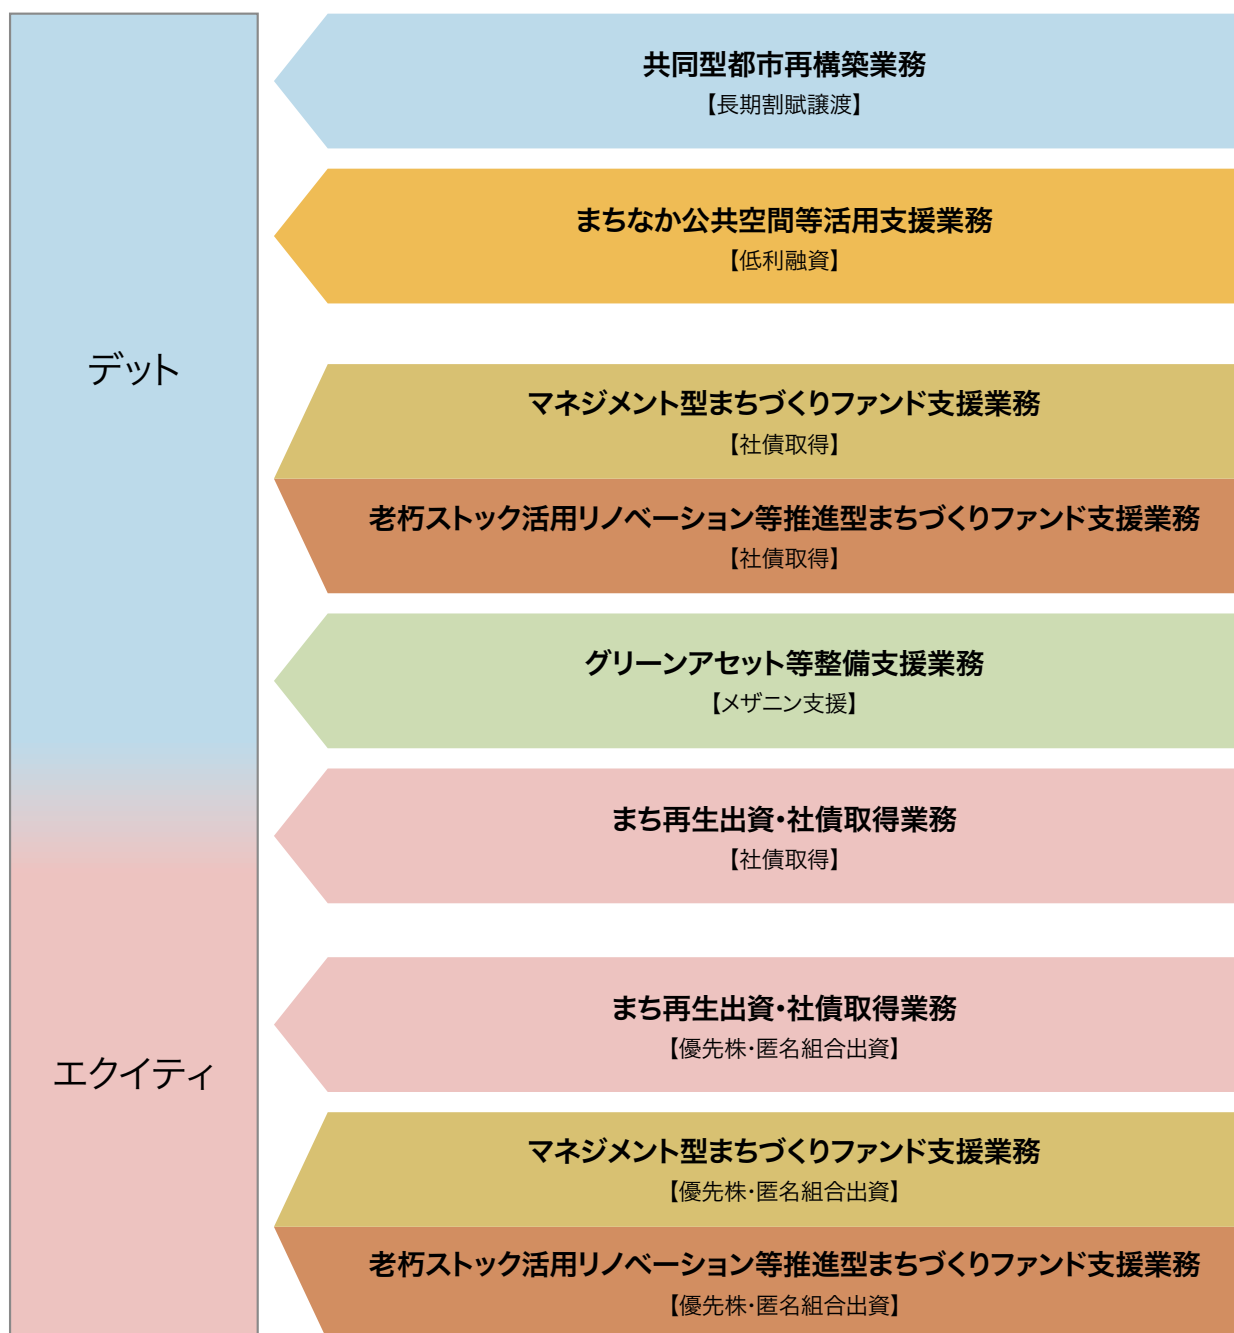 デット
共同型都市再構築業務
【長期割賦譲渡】
まちなか公共空間等活用支援業務
【低利融資】
マネジメント型まちづくりファンド支援業務
【社債取得】
老朽ストック活用リノベーション等推進型まちづくりファンド支援業務
【社債取得】
グリーンアセット等整備支援業務
【メザニン支援】
まち再生出資・社債取得業務
【社債取得】
エクイティ
まち再生出資・社債取得業務
【優先株・匿名組合出資】
マネジメント型まちづくりファンド支援業務
【優先株・匿名組合出資】
老朽ストック活用リノベーション等推進型まちづくりファンド支援業務
【優先株・匿名組合出資】